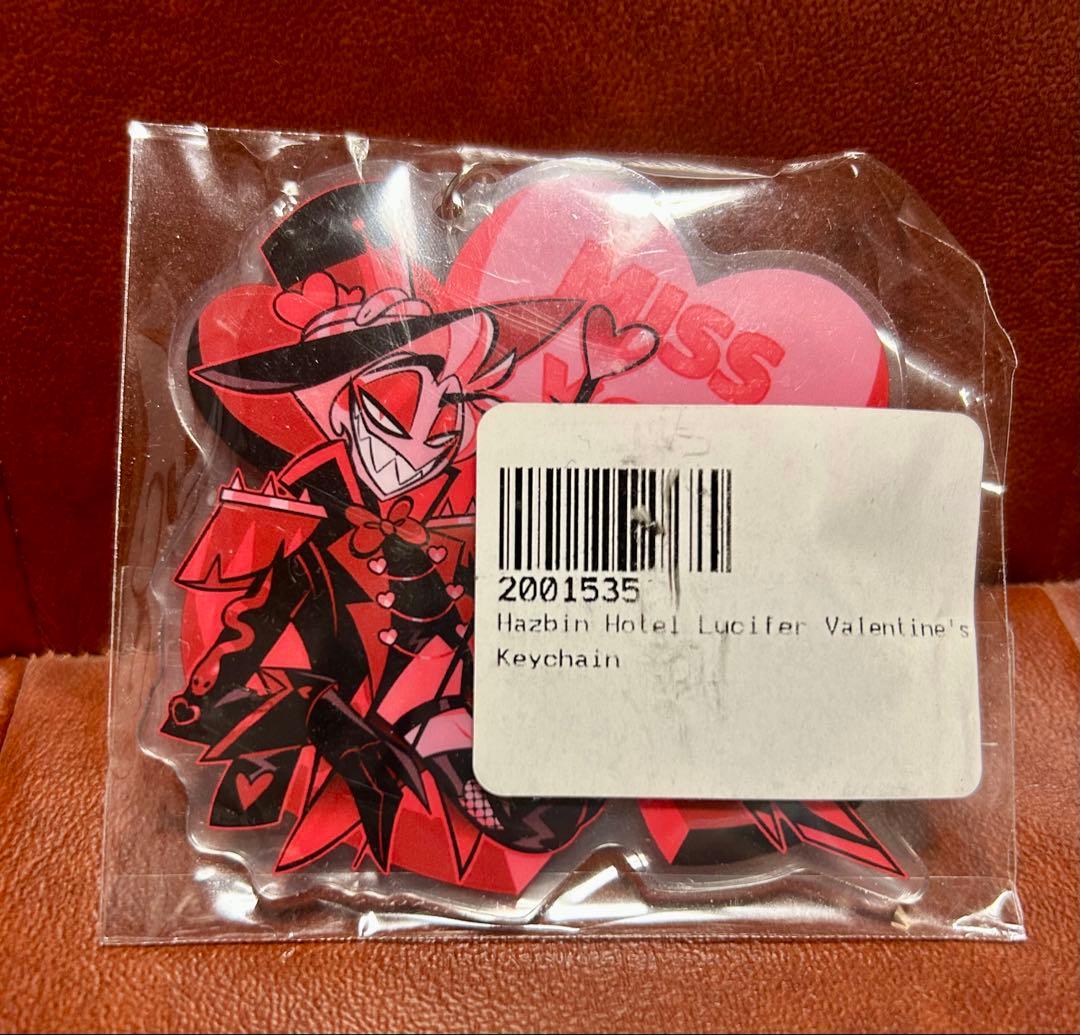 MISS
2001535
Hazbin Hotel Lucifer Valentine's
Keychain